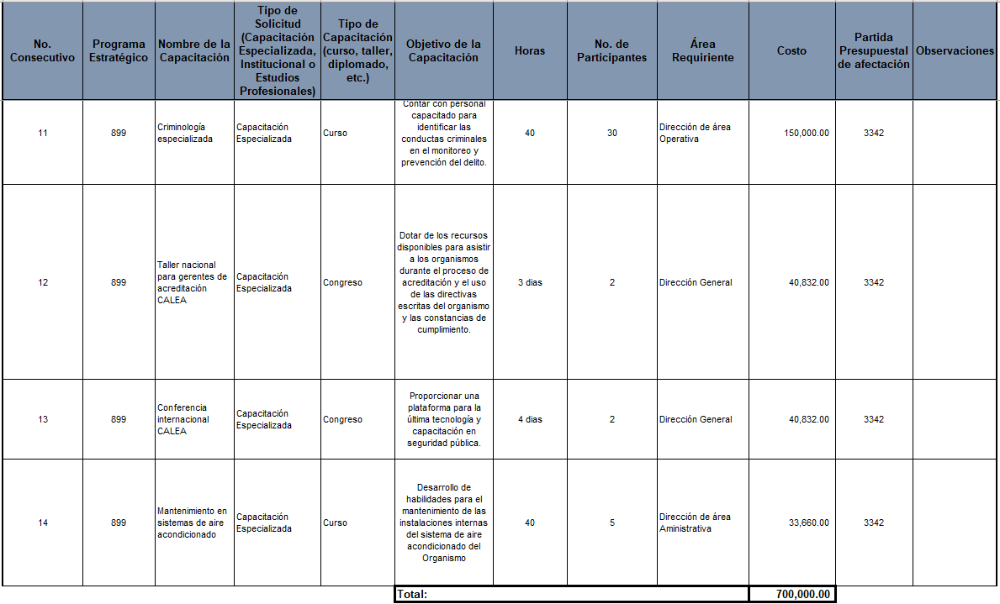 No. Consecutivo
Programa Estratégico
Nombre de la Capacitación
Tipo de Solicitud (Capacitación Especializada, Institucional o Estudios Profesionales)
Tipo de Capacitación (curso, taller, diplomado, etc.)
Objetivo de la Capacitación
Horas
No. de Participantes
Área Requiriente
Costo
Partida Presupuestal de afectación
Observaciones
11
899
Criminología especializada
Capacitación Especializada
Curso
Contar con personal capacitado para identificar las conductas criminales en el monitoreo y prevención del delito.
40
30
Dirección de área Operativa
150,000.00
3342
12
899
Taller nacional para gerentes de acreditación CALEA
Capacitación Especializada
Congreso
Dotar de los recursos disponibles para asistir a los organismos durante el proceso de acreditación y el uso de las directivas escritas del organismo y las constancias de cumplimiento.
3 dias
2
Dirección General
40,832.00
3342
13
899
Conferencia internacional CALEA
Capacitación Especializada
Congreso
Proporcionar una plataforma para la última tecnología y capacitación en seguridad pública.
4 dias
2
Dirección General
40,832.00
3342
14
899
Mantenimiento en sistemas de aire acondicionado
Capacitación Especializada
Curso
Desarrollo de habilidades para el mantenimiento de las instalaciones internas del sistema de aire acondicionado del Organismo
40
5
Dirección de área Aministrativa
33,660.00
3342
Total:
700,000.00